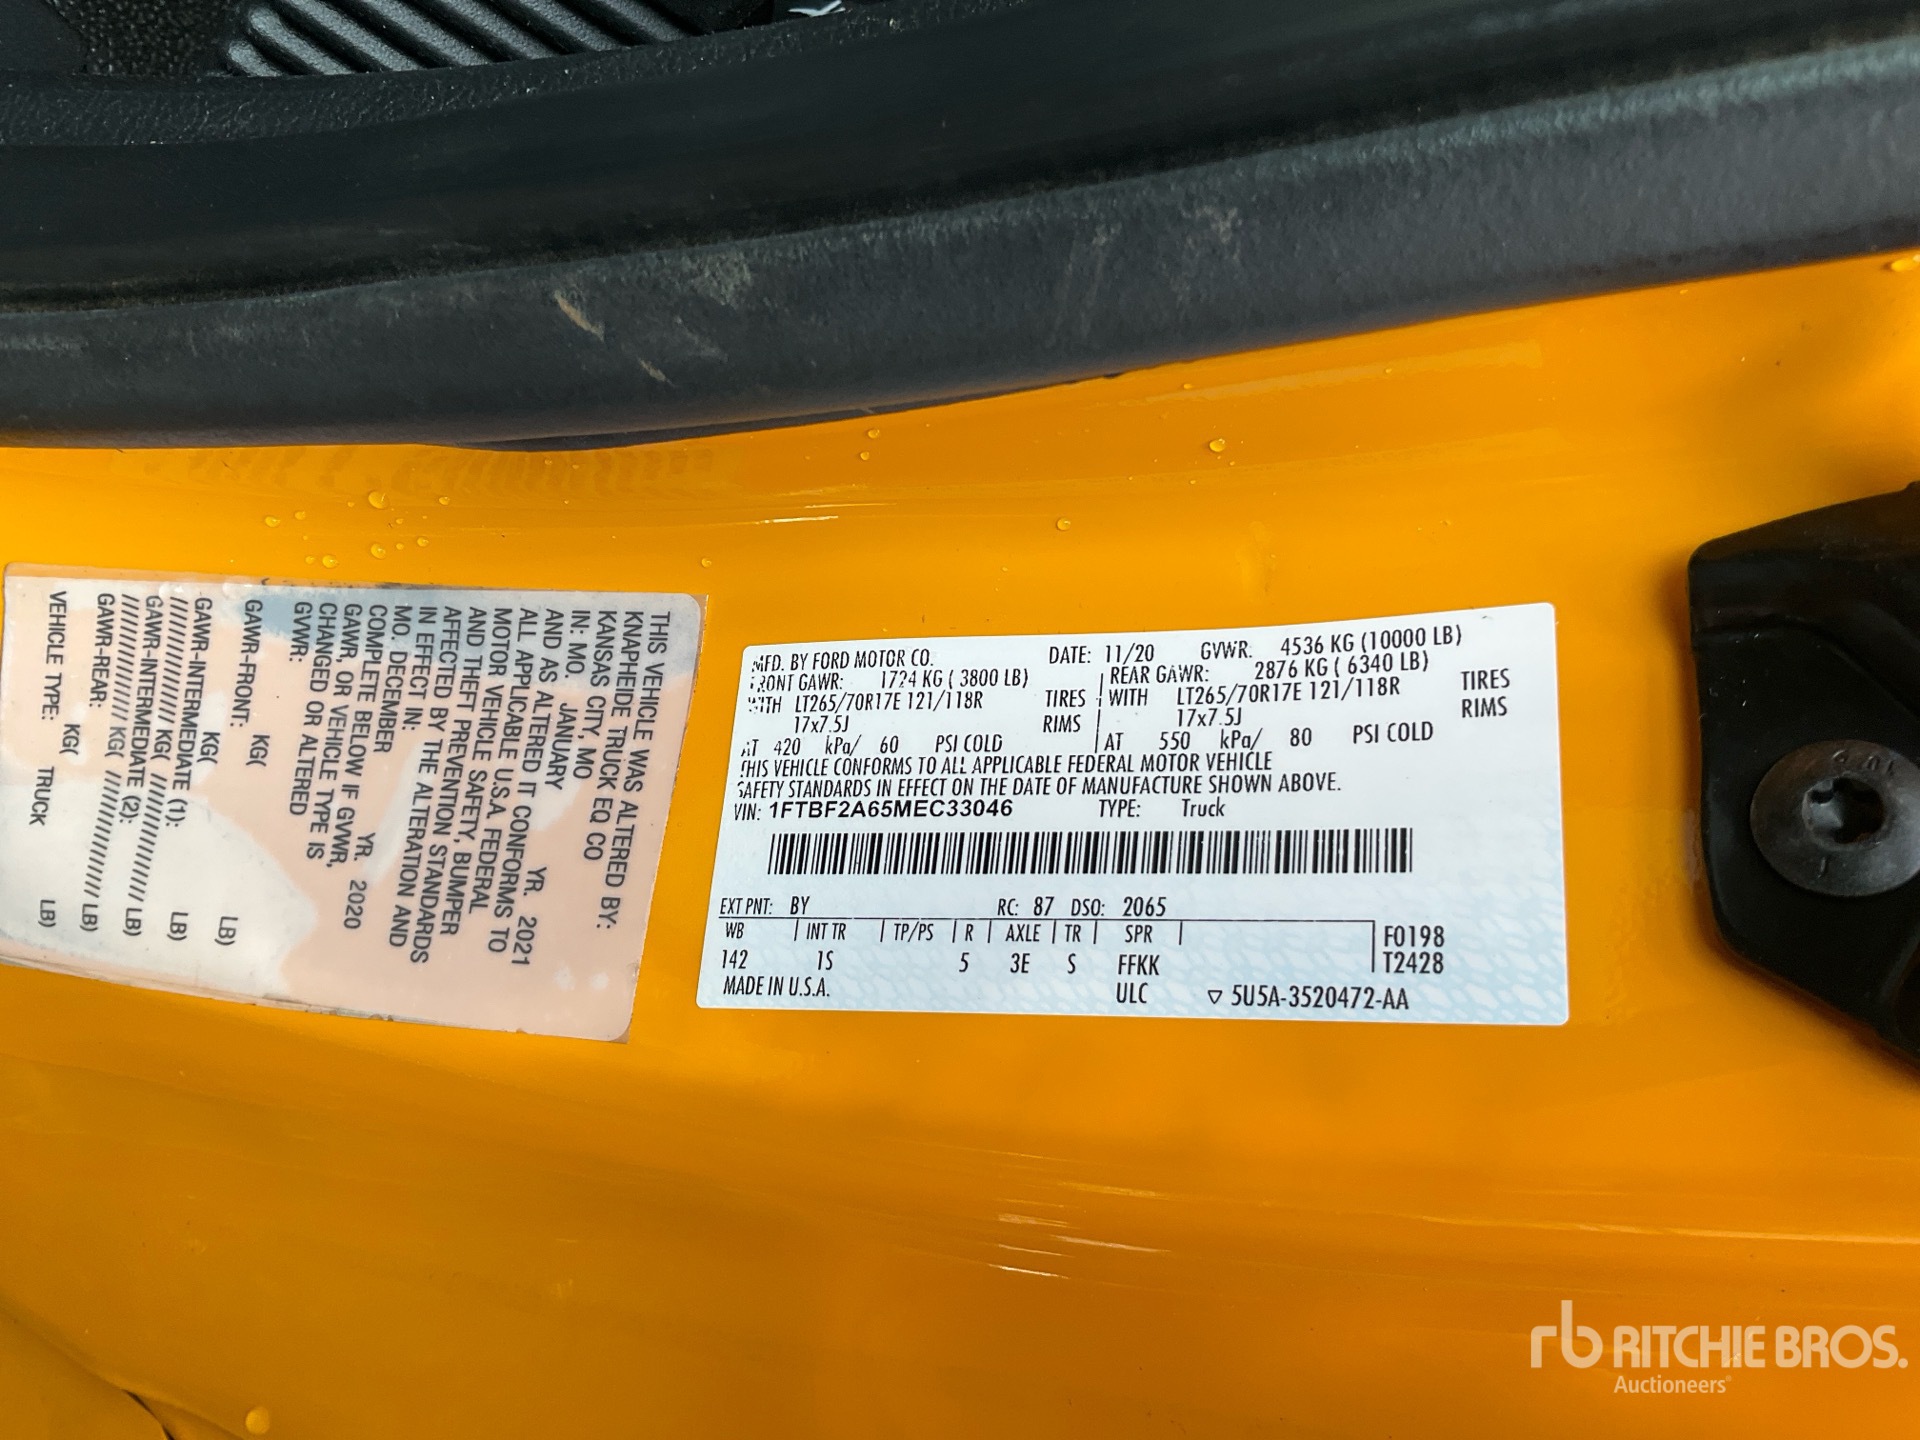 THIS VEHICLE WAS ALTERED BY:
KNAPHEIDE TRUCK EQ CO
KANSAS CITY, MO
IN: MO. JANUARY YR. 2021
AND AS ALTERED IT CONFORMS TO
ALL APPLICABLE U.S.A. FEDERAL
MOTOR VEHICLE SAFETY, BUMPER
AND THEFT PREVENTION STANDARDS
AFFECTED BY THE ALTERATION AND
IN EFFECT IN:
MO. DECEMBER YR. 2020
COMPLETE BELOW IF GVWR,
GAWR, OR VEHICLE TYPE IS
CHANGED OR ALTERED
GVWR:
GAWR-FRONT: KG( LB)
GAWR-INTERMEDIATE (1):
//////////////// KG( //////////////// LB)
GAWR-INTERMEDIATE (2):
//////////////// KG( //////////////// LB)
GAWR-REAR: KG( LB)
VEHICLE TYPE: TRUCK
MFD. BY FORD MOTOR CO. DATE: 11/20 GVWR: 4536 KG (10000 LB)
FRONT GAWR: 1724 KG ( 3800 LB) REAR GAWR: 2876 KG ( 6340 LB)
WITH LT265/70R17E 121/118R TIRES WITH LT265/70R17E 121/118R TIRES
17x7.5J RIMS 17x7.5J RIMS
AT 420 kPa/ 60 PSI COLD AT 550 kPa/ 80 PSI COLD
THIS VEHICLE CONFORMS TO ALL APPLICABLE FEDERAL MOTOR VEHICLE
SAFETY STANDARDS IN EFFECT ON THE DATE OF MANUFACTURE SHOWN ABOVE.
VIN: 1FTBF2A65MEC33046 TYPE: Truck
EXT PNT: BY RC: 87 DSO: 2065
WB INT TR TP/PS R AXLE TR SPR F0198
142 1S 5 3E S FFKK T2428
MADE IN U.S.A. ULC ▽ 5U5A-3520472-AA
rb RITCHIE BROS.
Auctioneers